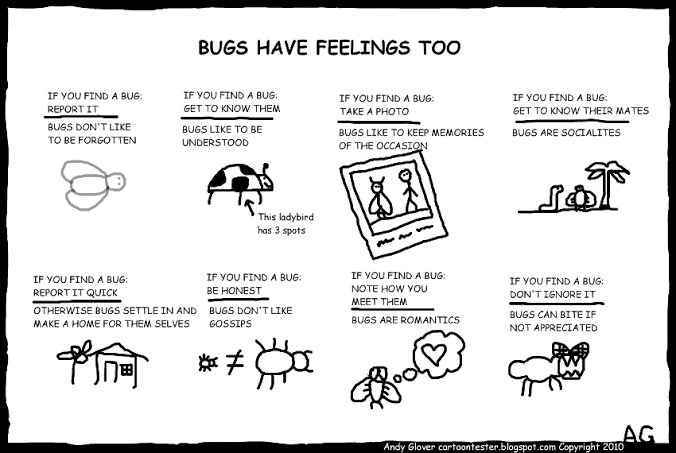 BUGS HAVE FEELINGS TOO
IF YOU FIND A BUG:
REPORT IT
BUGS DON'T LIKE
TO BE FORGOTTEN
IF YOU FIND A BUG:
GET TO KNOW THEM
BUGS LIKE TO BE
UNDERSTOOD
This ladybird
has 3 spots
IF YOU FIND A BUG:
TAKE A PHOTO
BUGS LIKE TO KEEP MEMORIES
OF THE OCCASION
IF YOU FIND A BUG:
GET TO KNOW THEIR MATES
BUGS ARE SOCIALITES
IF YOU FIND A BUG:
REPORT IT QUICK
OTHERWISE BUGS SETTLE IN AND
MAKE A HOME FOR THEM SELVES
IF YOU FIND A BUG:
BE HONEST
BUGS DON'T LIKE
GOSSIPS
≠
IF YOU FIND A BUG:
NOTE HOW YOU
MEET THEM
BUGS ARE ROMANTICS
IF YOU FIND A BUG:
DON'T IGNORE IT
BUGS CAN BITE IF
NOT APPRECIATED
AG
Andy Glover cartoontester.blogspot.com Copyright 2010